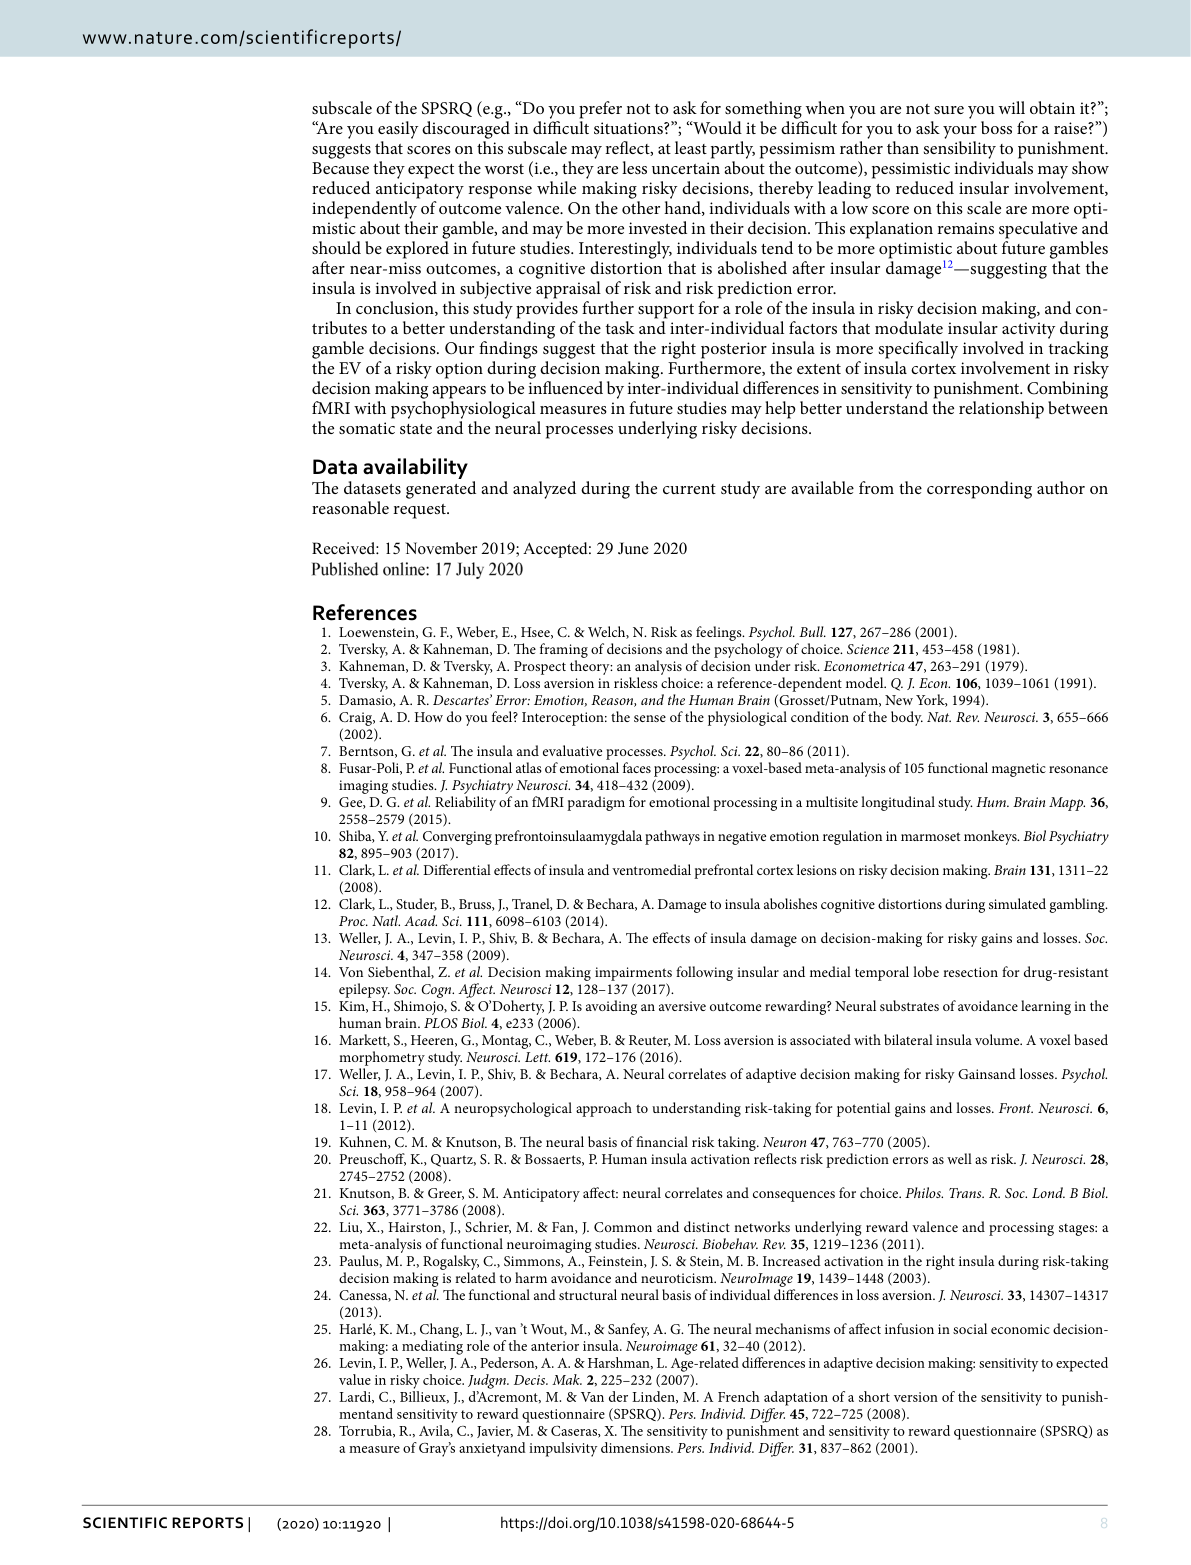 www.nature.com/scientificreports/
subscale of the SPSRQ (e.g., “Do you prefer not to ask for something when you are not sure you will obtain it?”;
“Are you easily discouraged in difficult situations?”; “Would it be difficult for you to ask your boss for a raise?”)
suggests that scores on this subscale may reflect, at least partly, pessimism rather than sensibility to punishment.
Because they expect the worst (i.e., they are less uncertain about the outcome), pessimistic individuals may show
reduced anticipatory response while making risky decisions, thereby leading to reduced insular involvement,
independently of outcome valence. On the other hand, individuals with a low score on this scale are more opti-
mistic about their gamble, and may be more invested in their decision. This explanation remains speculative and
should be explored in future studies. Interestingly, individuals tend to be more optimistic about future gambles
after near-miss outcomes, a cognitive distortion that is abolished after insular damage12—suggesting that the
insula is involved in subjective appraisal of risk and risk prediction error.
In conclusion, this study provides further support for a role of the insula in risky decision making, and con-
tributes to a better understanding of the task and inter-individual factors that modulate insular activity during
gamble decisions. Our findings suggest that the right posterior insula is more specifically involved in tracking
the EV of a risky option during decision making. Furthermore, the extent of insula cortex involvement in risky
decision making appears to be influenced by inter-individual differences in sensitivity to punishment. Combining
fMRI with psychophysiological measures in future studies may help better understand the relationship between
the somatic state and the neural processes underlying risky decisions.
Data availability
The datasets generated and analyzed during the current study are available from the corresponding author on
reasonable request.
Received: 15 November 2019; Accepted: 29 June 2020
Published online: 17 July 2020
References
1. Loewenstein, G. F., Weber, E., Hsee, C. & Welch, N. Risk as feelings. Psychol. Bull. 127, 267–286 (2001).
2. Tversky, A. & Kahneman, D. The framing of decisions and the psychology of choice. Science 211, 453–458 (1981).
3. Kahneman, D. & Tversky, A. Prospect theory: an analysis of decision under risk. Econometrica 47, 263–291 (1979).
4. Tversky, A. & Kahneman, D. Loss aversion in riskless choice: a reference-dependent model. Q. J. Econ. 106, 1039–1061 (1991).
5. Damasio, A. R. Descartes’ Error: Emotion, Reason, and the Human Brain (Grosset/Putnam, New York, 1994).
6. Craig, A. D. How do you feel? Interoception: the sense of the physiological condition of the body. Nat. Rev. Neurosci. 3, 655–666
(2002).
7. Berntson, G. et al. The insula and evaluative processes. Psychol. Sci. 22, 80–86 (2011).
8. Fusar-Poli, P. et al. Functional atlas of emotional faces processing: a voxel-based meta-analysis of 105 functional magnetic resonance
imaging studies. J. Psychiatry Neurosci. 34, 418–432 (2009).
9. Gee, D. G. et al. Reliability of an fMRI paradigm for emotional processing in a multisite longitudinal study. Hum. Brain Mapp. 36,
2558–2579 (2015).
10. Shiba, Y. et al. Converging prefrontoinsulaamygdala pathways in negative emotion regulation in marmoset monkeys. Biol Psychiatry
82, 895–903 (2017).
11. Clark, L. et al. Differential effects of insula and ventromedial prefrontal cortex lesions on risky decision making. Brain 131, 1311–22
(2008).
12. Clark, L., Studer, B., Bruss, J., Tranel, D. & Bechara, A. Damage to insula abolishes cognitive distortions during simulated gambling.
Proc. Natl. Acad. Sci. 111, 6098–6103 (2014).
13. Weller, J. A., Levin, I. P., Shiv, B. & Bechara, A. The effects of insula damage on decision-making for risky gains and losses. Soc.
Neurosci. 4, 347–358 (2009).
14. Von Siebenthal, Z. et al. Decision making impairments following insular and medial temporal lobe resection for drug-resistant
epilepsy. Soc. Cogn. Affect. Neurosci 12, 128–137 (2017).
15. Kim, H., Shimojo, S. & O’Doherty, J. P. Is avoiding an aversive outcome rewarding? Neural substrates of avoidance learning in the
human brain. PLOS Biol. 4, e233 (2006).
16. Markett, S., Heeren, G., Montag, C., Weber, B. & Reuter, M. Loss aversion is associated with bilateral insula volume. A voxel based
morphometry study. Neurosci. Lett. 619, 172–176 (2016).
17. Weller, J. A., Levin, I. P., Shiv, B. & Bechara, A. Neural correlates of adaptive decision making for risky Gainsand losses. Psychol.
Sci. 18, 958–964 (2007).
18. Levin, I. P. et al. A neuropsychological approach to understanding risk-taking for potential gains and losses. Front. Neurosci. 6,
1–11 (2012).
19. Kuhnen, C. M. & Knutson, B. The neural basis of financial risk taking. Neuron 47, 763–770 (2005).
20. Preuschoff, K., Quartz, S. R. & Bossaerts, P. Human insula activation reflects risk prediction errors as well as risk. J. Neurosci. 28,
2745–2752 (2008).
21. Knutson, B. & Greer, S. M. Anticipatory affect: neural correlates and consequences for choice. Philos. Trans. R. Soc. Lond. B Biol.
Sci. 363, 3771–3786 (2008).
22. Liu, X., Hairston, J., Schrier, M. & Fan, J. Common and distinct networks underlying reward valence and processing stages: a
meta-analysis of functional neuroimaging studies. Neurosci. Biobehav. Rev. 35, 1219–1236 (2011).
23. Paulus, M. P., Rogalsky, C., Simmons, A., Feinstein, J. S. & Stein, M. B. Increased activation in the right insula during risk-taking
decision making is related to harm avoidance and neuroticism. NeuroImage 19, 1439–1448 (2003).
24. Canessa, N. et al. The functional and structural neural basis of individual differences in loss aversion. J. Neurosci. 33, 14307–14317
(2013).
25. Harlé, K. M., Chang, L. J., van ’t Wout, M., & Sanfey, A. G. The neural mechanisms of affect infusion in social economic decision-
making: a mediating role of the anterior insula. Neuroimage 61, 32–40 (2012).
26. Levin, I. P., Weller, J. A., Pederson, A. A. & Harshman, L. Age-related differences in adaptive decision making: sensitivity to expected
value in risky choice. Judgm. Decis. Mak. 2, 225–232 (2007).
27. Lardi, C., Billieux, J., d’Acremont, M. & Van der Linden, M. A French adaptation of a short version of the sensitivity to punish-
mentand sensitivity to reward questionnaire (SPSRQ). Pers. Individ. Differ. 45, 722–725 (2008).
28. Torrubia, R., Avila, C., Javier, M. & Caseras, X. The sensitivity to punishment and sensitivity to reward questionnaire (SPSRQ) as
a measure of Gray’s anxietyand impulsivity dimensions. Pers. Individ. Differ. 31, 837–862 (2001).
SCIENTIFIC REPORTS | (2020) 10:11920 | https://doi.org/10.1038/s41598-020-68644-5 8